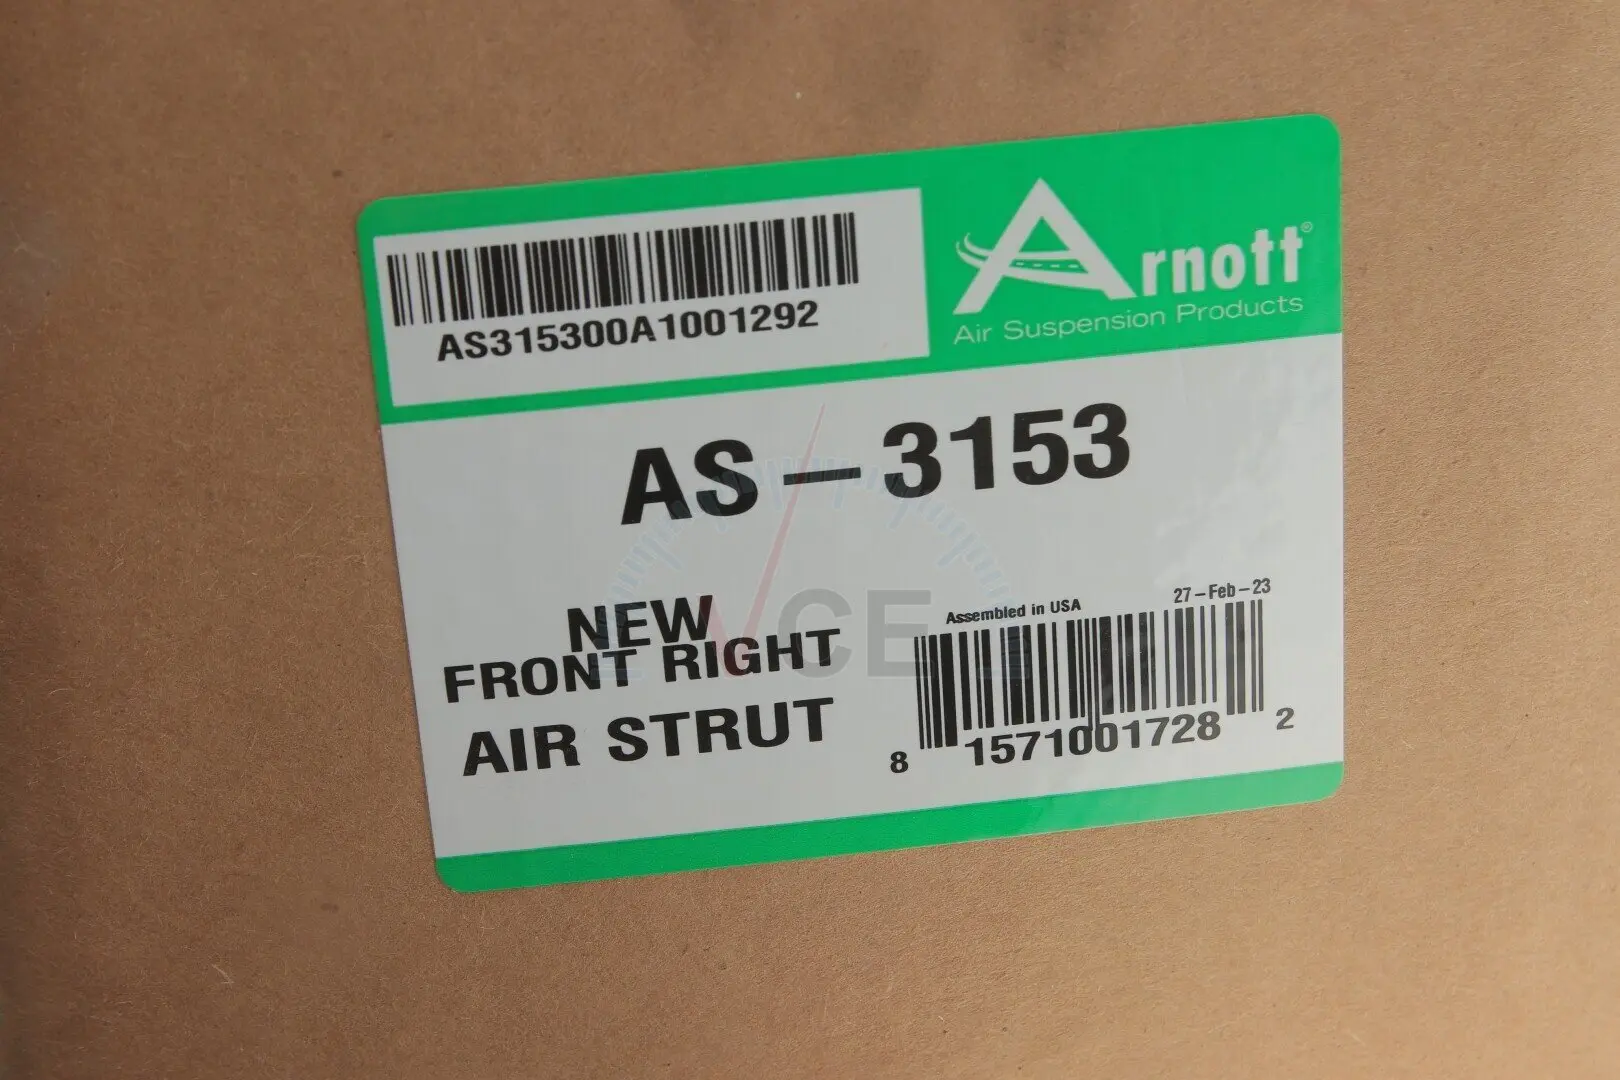 AS315300A1001292
Arnott®
Air Suspension Products
AS-3153
NEW
FRONT RIGHT
AIR STRUT
Assembled in USA
27-Feb-23
8 1571001728 2
VCE